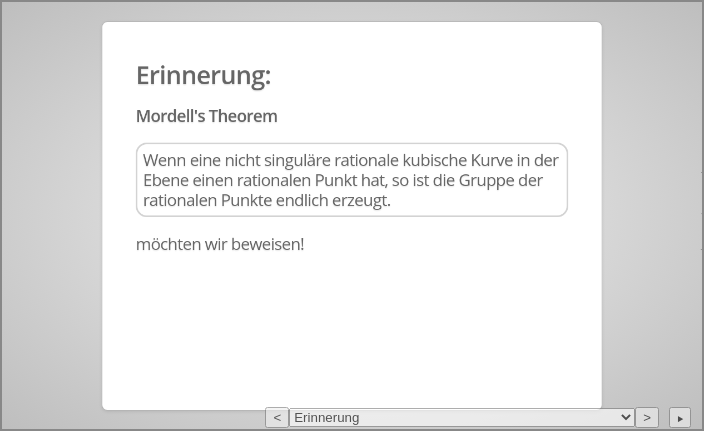 Erinnerung:
Mordell's Theorem
Wenn eine nicht singuläre rationale kubische Kurve in der
Ebene einen rationalen Punkt hat, so ist die Gruppe der
rationalen Punkte endlich erzeugt.
möchten wir beweisen!
< Erinnerung >